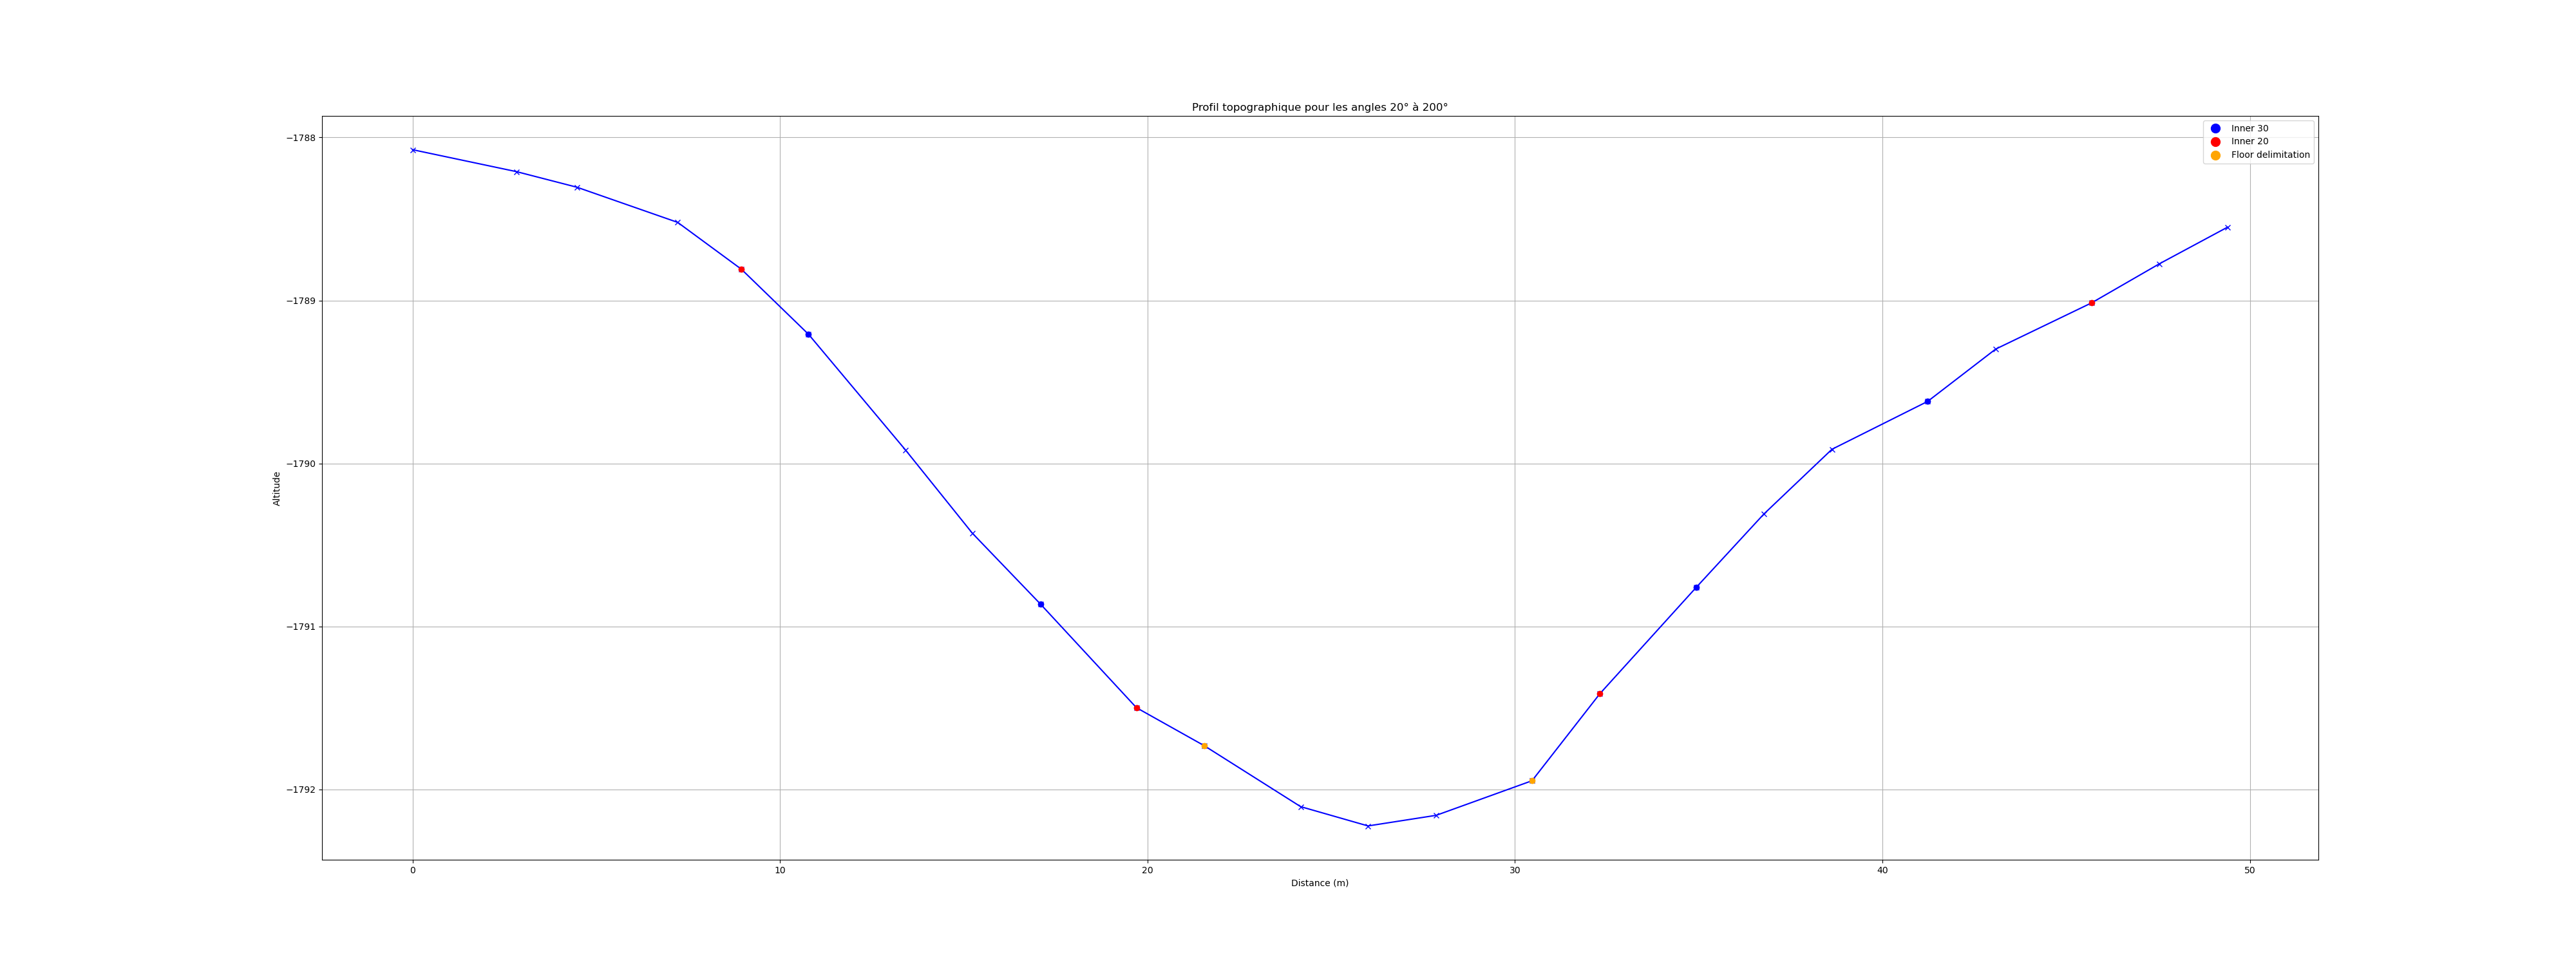 Profil topographique pour les angles 20° à 200°
Inner 30
Inner 20
Floor delimitation
−1788
−1789
−1790
−1791
−1792
Altitude
0 10 20 30 40 50
Distance (m)